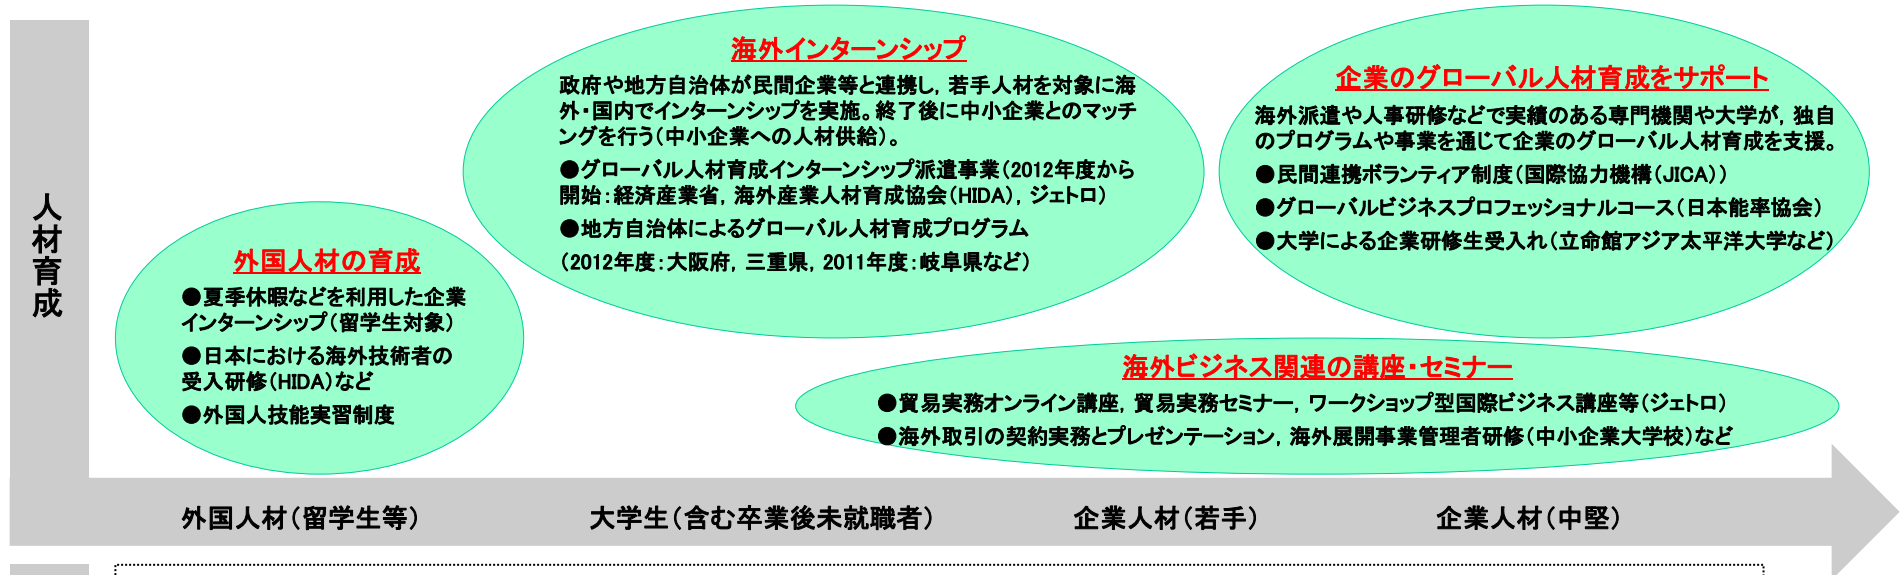 人材育成
海外インターンシップ
政府や地方自治体が民間企業等と連携し，若手人材を対象に海
外・国内でインターンシップを実施。終了後に中小企業とのマッチ
ングを行う（中小企業への人材供給）。
●グローバル人材育成インターンシップ派遣事業（2012年度から
開始：経済産業省，海外産業人材育成協会（HIDA），ジェトロ）
●地方自治体によるグローバル人材育成プログラム
（2012年度：大阪府，三重県，2011年度：岐阜県など）
企業のグローバル人材育成をサポート
海外派遣や人事研修などで実績のある専門機関や大学が，独自
のプログラムや事業を通じて企業のグローバル人材育成を支援。
●民間連携ボランティア制度（国際協力機構（JICA））
●グローバルビジネスプロフェッショナルコース（日本能率協会）
●大学による企業研修生受入れ（立命館アジア太平洋大学など）
外国人材の育成
●夏季休暇などを利用した企業
インターンシップ（留学生対象）
●日本における海外技術者の
受入研修（HIDA）など
●外国人技能実習制度
海外ビジネス関連の講座・セミナー
●貿易実務オンライン講座，貿易実務セミナー，ワークショップ型国際ビジネス講座等（ジェトロ）
●海外取引の契約実務とプレゼンテーション，海外展開事業管理者研修（中小企業大学校）など
外国人材（留学生等）
大学生（含む卒業後未就職者）
企業人材（若手）
企業人材（中堅）